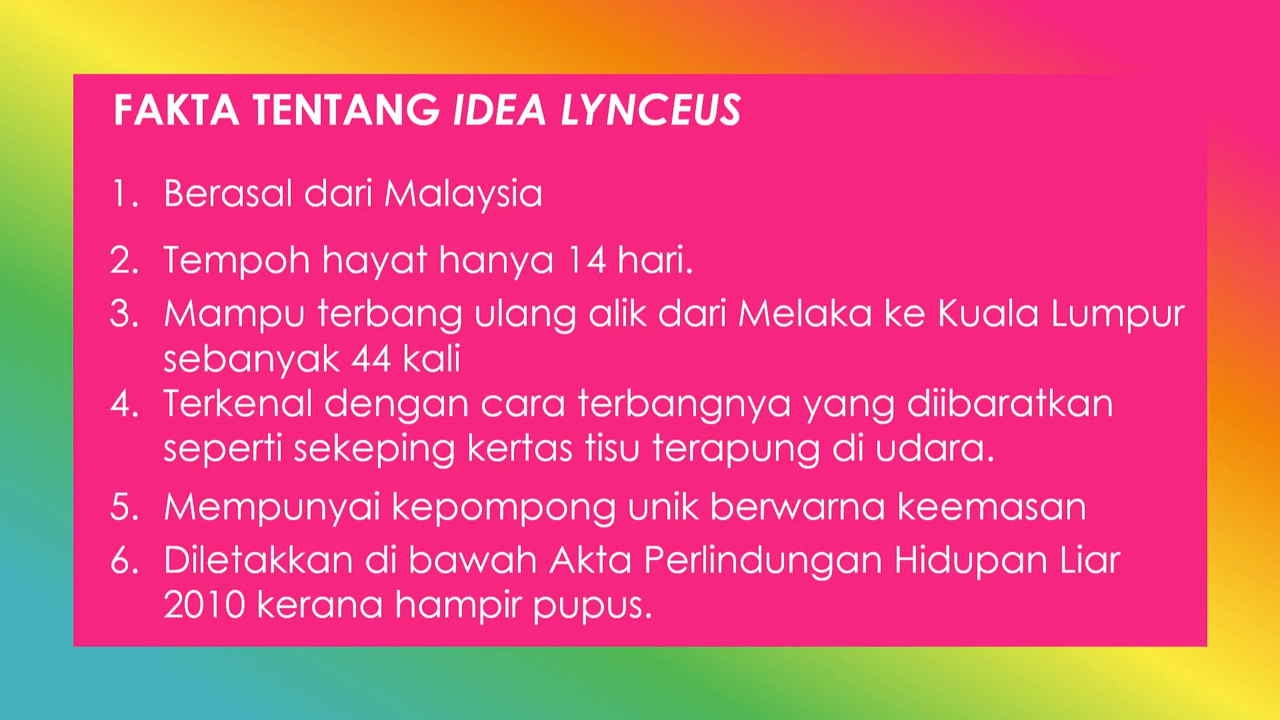 FAKTA TENTANG IDEA LYNCEUS
1. Berasal dari Malaysia
2. Tempoh hayat hanya 14 hari.
3. Mampu terbang ulang alik dari Melaka ke Kuala Lumpur
sebanyak 44 kali
4. Terkenal dengan cara terbangnya yang diibaratkan
seperti sekeping kertas tisu terapung di udara.
5. Mempunyai kepompong unik berwarna keemasan
6. Diletakkan di bawah Akta Perlindungan Hidupan Liar
2010 kerana hampir pupus.